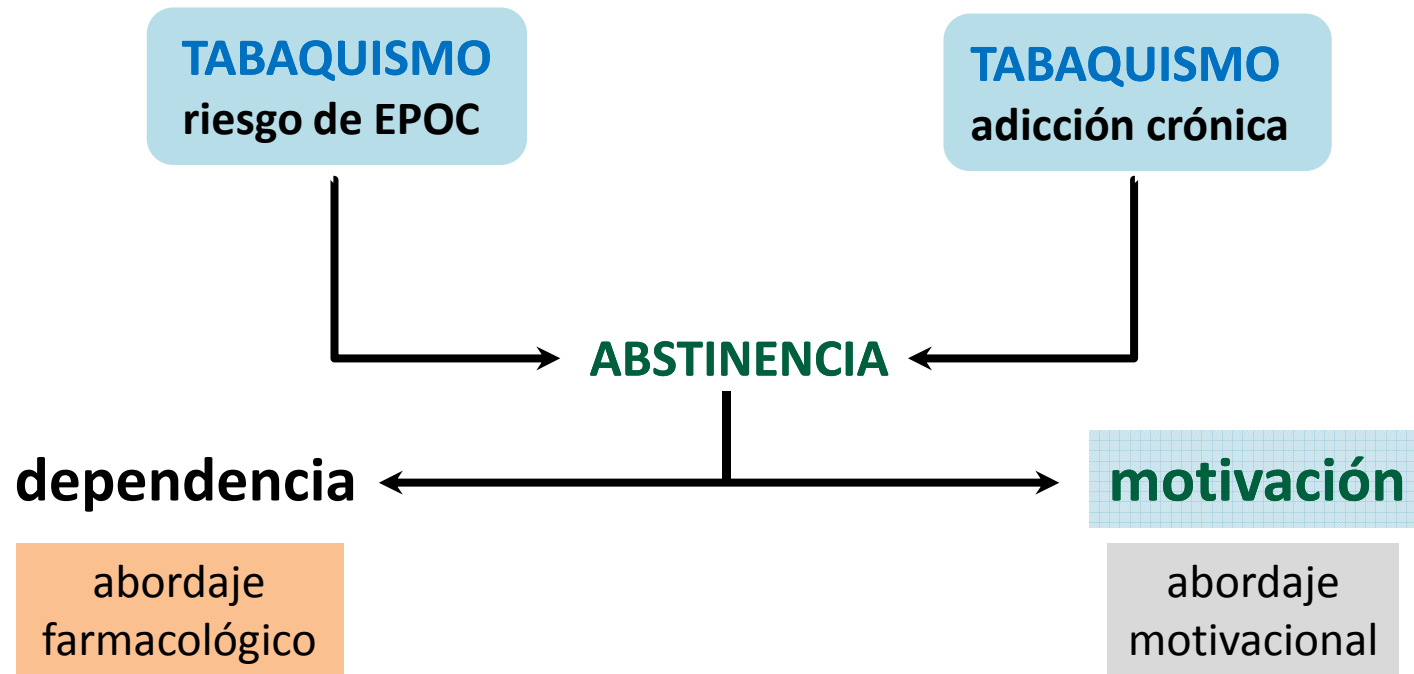 TABAQUISMO
riesgo de EPOC
TABAQUISMO
adicción crónica
ABSTINENCIA
dependencia
motivación
abordaje
farmacológico
abordaje
motivacional